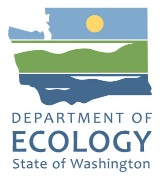 DEPARTMENT OF
ECOLOGY
State of Washington